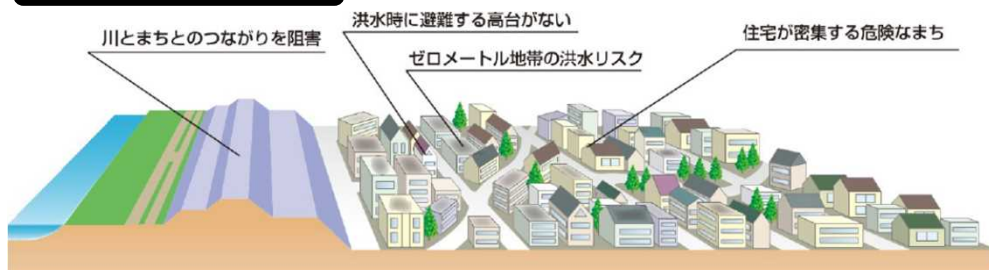 洪水時に避難する高台がない
川とまちとのつながりを阻害
住宅が密集する危険なまち
ゼロメートル地帯の洪水リスク